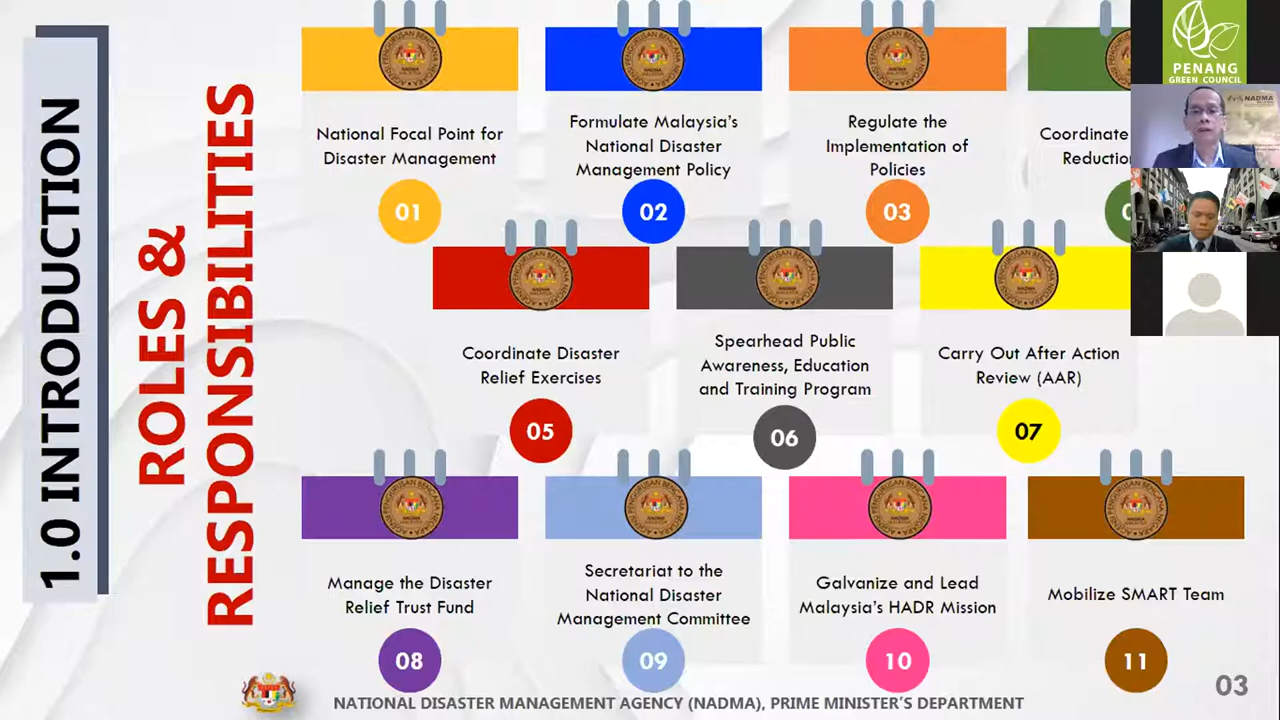 1.0 INTRODUCTION
ROLES &
RESPONSIBILITIES
National Focal Point for
Disaster Management
01
Formulate Malaysia's
National Disaster
Management Policy
02
Regulate the
Implementation of
Policies
03
Coordinate
Reduction
PENANG
GREEN COUNCIL
NADMA
Coordinate Disaster
Relief Exercises
05
Spearhead Public
Awareness, Education
and Training Program
06
Carry Out After Action
Review (AAR)
07
Manage the Disaster
Relief Trust Fund
08
Secretariat to the
National Disaster
Management Committee
09
Galvanize and Lead
Malaysia's HADR Mission
10
Mobilize SMART Team
11
NATIONAL DISASTER MANAGEMENT AGENCY (NADMA), PRIME MINISTER'S DEPARTMENT
03